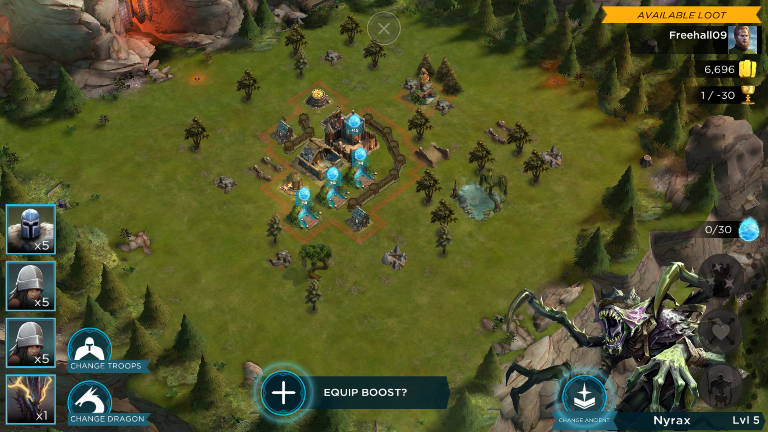 AVAILABLE LOOT
Freehall09
6,696
1 / -30
0/30
x5
x5
x5
x1
CHANGE TROOPS
CHANGE DRAGON
EQUIP BOOST?
CHANGE ANCIENT
Nyrax Lvl 5